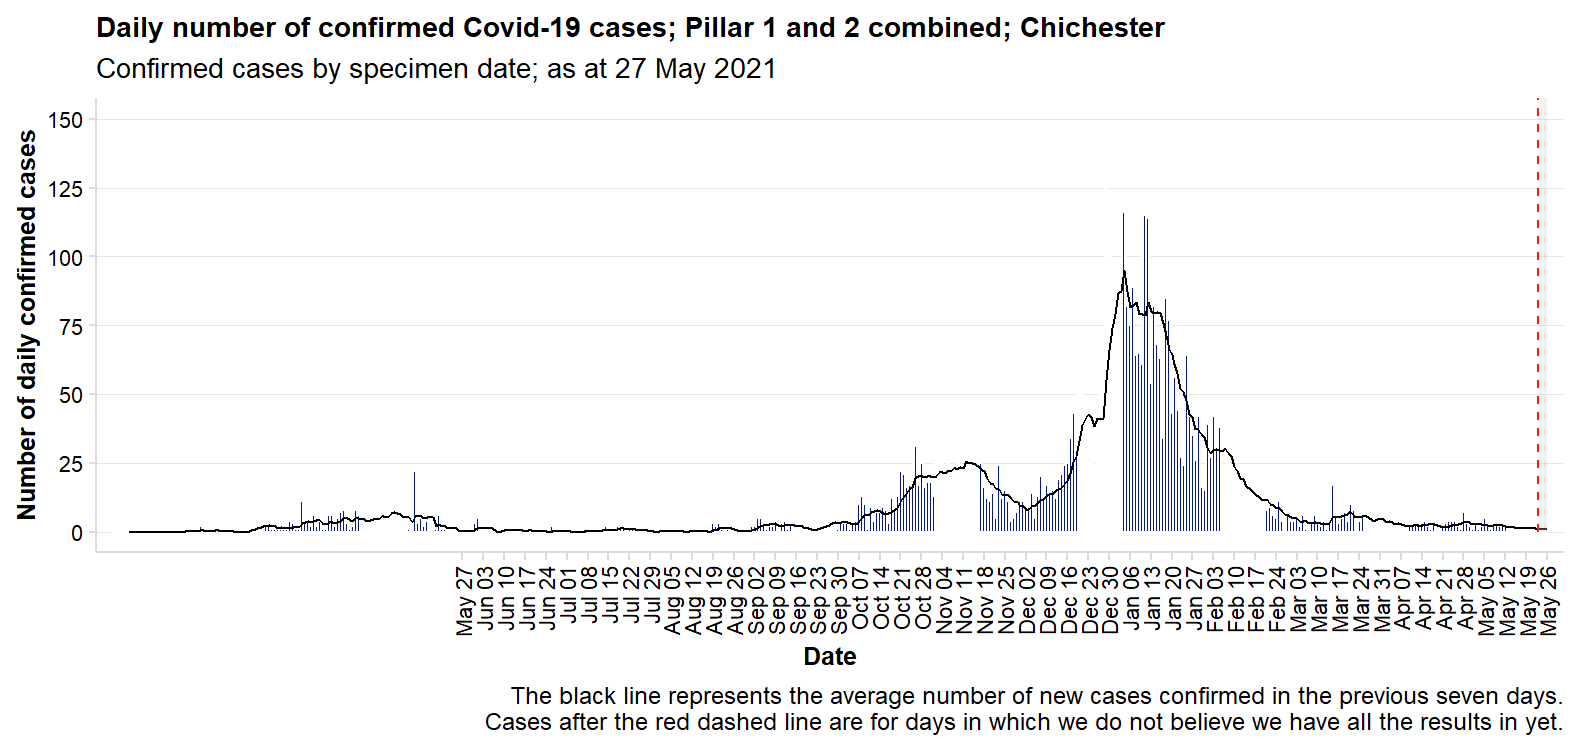 Daily number of confirmed Covid-19 cases; Pillar 1 and 2 combined; Chichester
Confirmed cases by specimen date; as at 27 May 2021
Number of daily confirmed cases
150
125
100
75
50
25
0
May 27
Jun 03
Jun 10
Jun 17
Jun 24
Jul 01
Jul 08
Jul 15
Jul 22
Jul 29
Aug 05
Aug 12
Aug 19
Aug 26
Sep 02
Sep 09
Sep 16
Sep 23
Sep 30
Oct 07
Oct 14
Oct 21
Oct 28
Nov 04
Nov 11
Nov 18
Nov 25
Dec 02
Dec 09
Dec 16
Dec 23
Dec 30
Jan 06
Jan 13
Jan 20
Jan 27
Feb 03
Feb 10
Feb 17
Feb 24
Mar 03
Mar 10
Mar 17
Mar 24
Mar 31
Apr 07
Apr 14
Apr 21
Apr 28
May 05
May 12
May 19
May 26
Date
The black line represents the average number of new cases confirmed in the previous seven days.
Cases after the red dashed line are for days in which we do not believe we have all the results in yet.